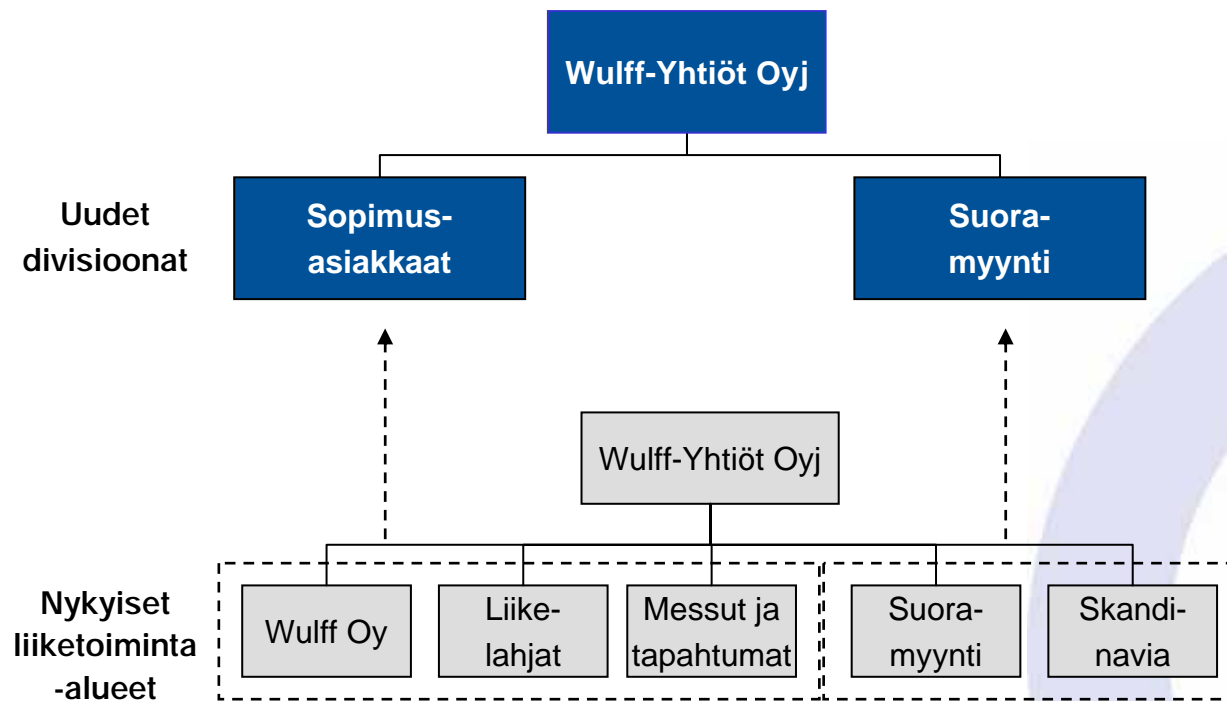 Wulff-Yhtiöt Oyj
Uudet
divisioonat
Sopimus-
asiakkaat
Suora-
myynti
Wulff-Yhtiöt Oyj
Nykyiset
liiketoiminta
-alueet
Wulff Oy
Liike-
lahjat
Messut ja
tapahtumat
Suora-
myynti
Skandi-
navia